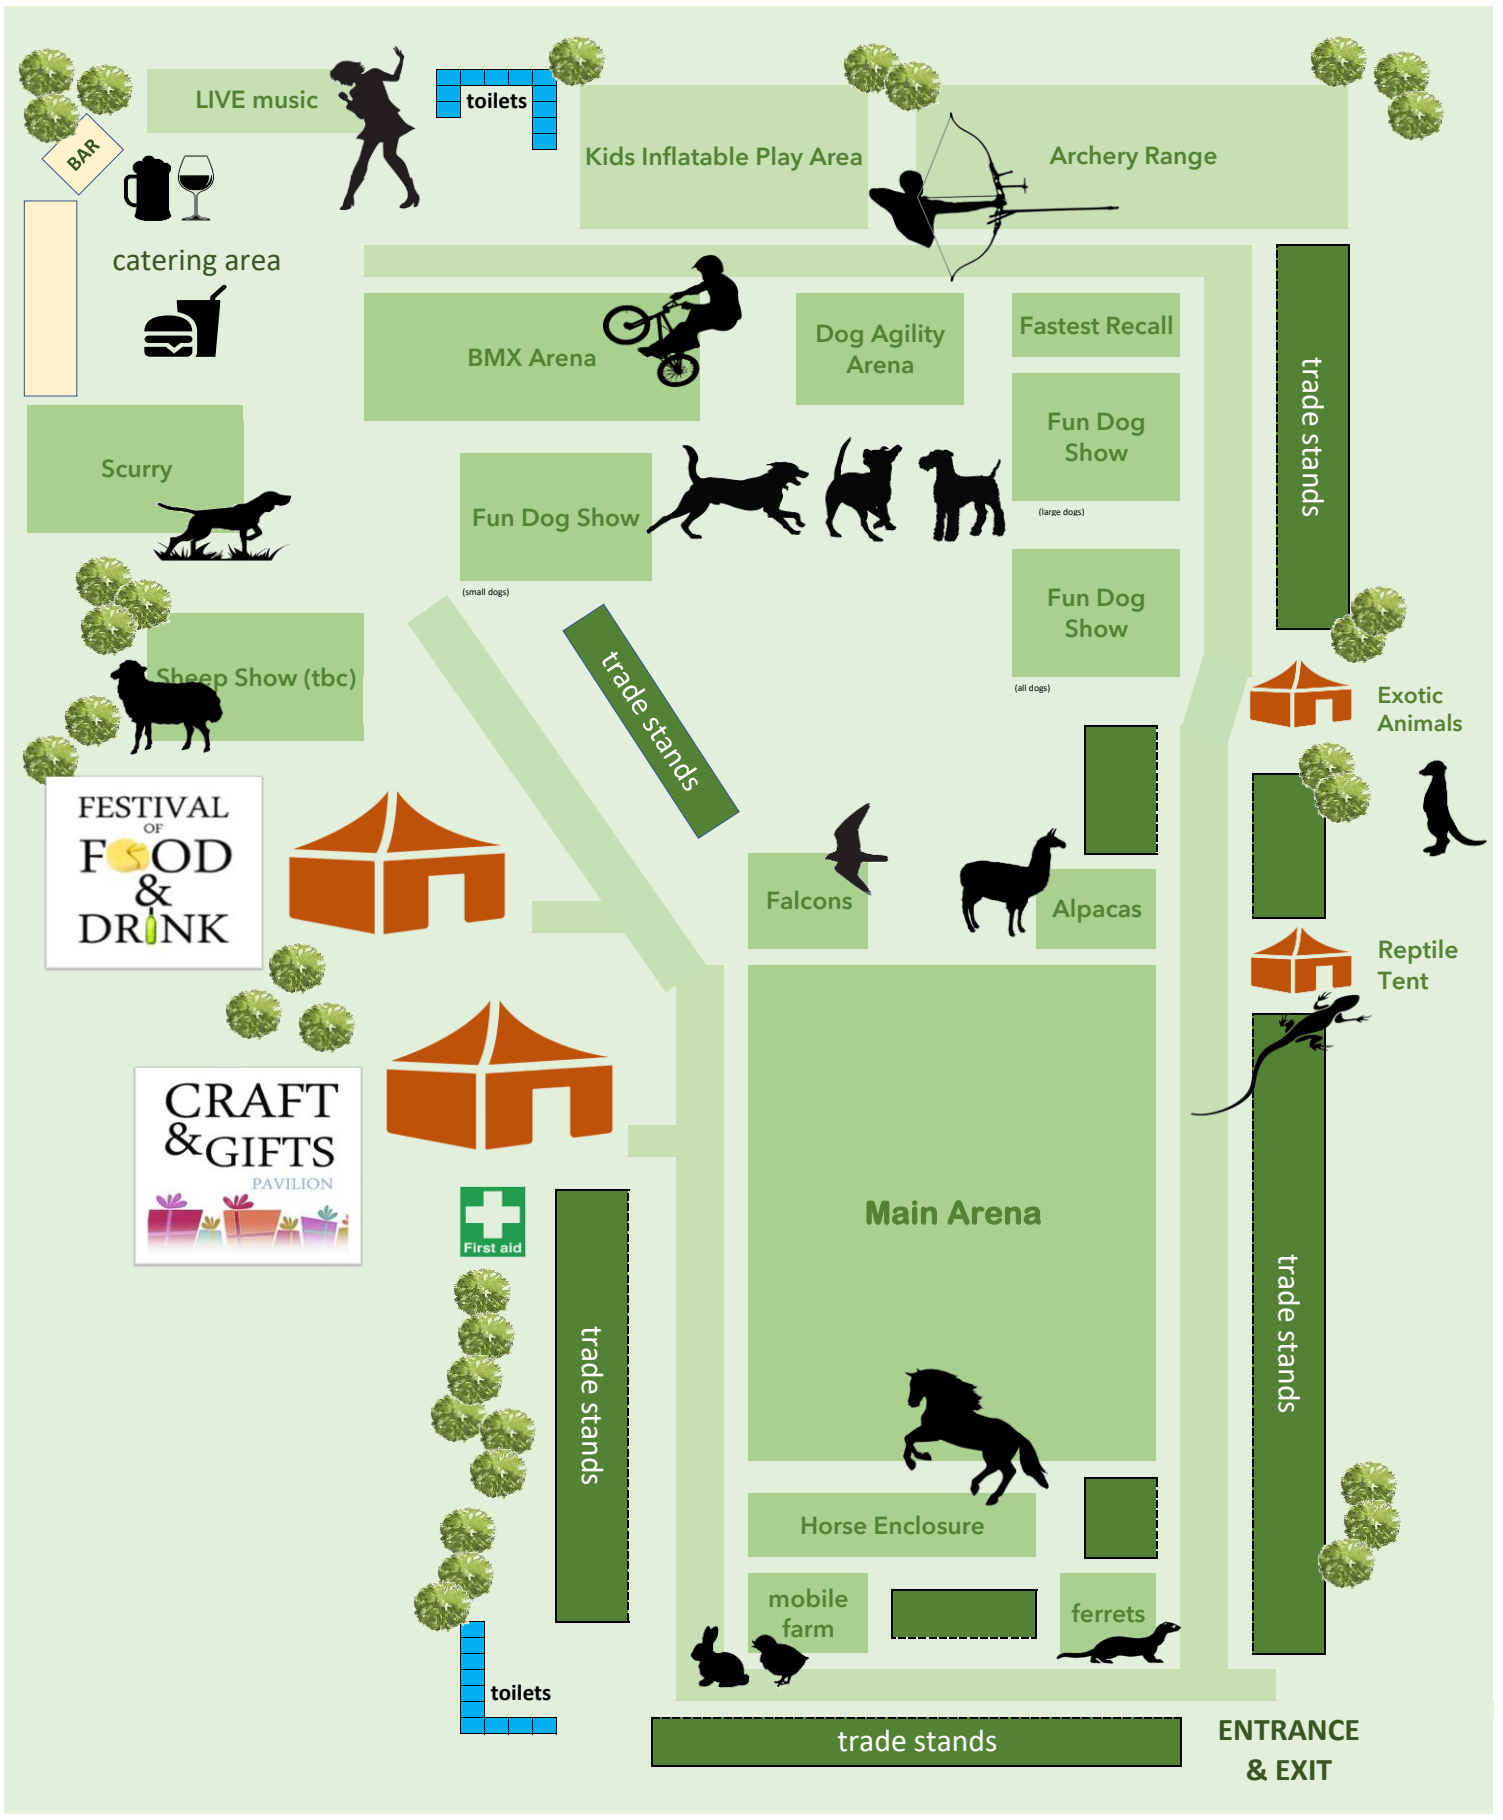 LIVE music
toilets
BAR
Kids Inflatable Play Area
Archery Range
catering area
BMX Arena
Dog Agility
Arena
Fastest Recall
Fun Dog
Show
(large dogs)
trade stands
Scurry
Fun Dog Show
(small dogs)
Fun Dog
Show
(all dogs)
Sheep Show (tbc)
trade stands
Exotic
Animals
FESTIVAL
OF
FOOD
&
DRINK
Falcons
Alpacas
Reptile
Tent
CRAFT
&GIFTS
PAVILION
First aid
Main Arena
trade stands
trade stands
Horse Enclosure
mobile
farm
ferrets
toilets
trade stands
ENTRANCE
& EXIT